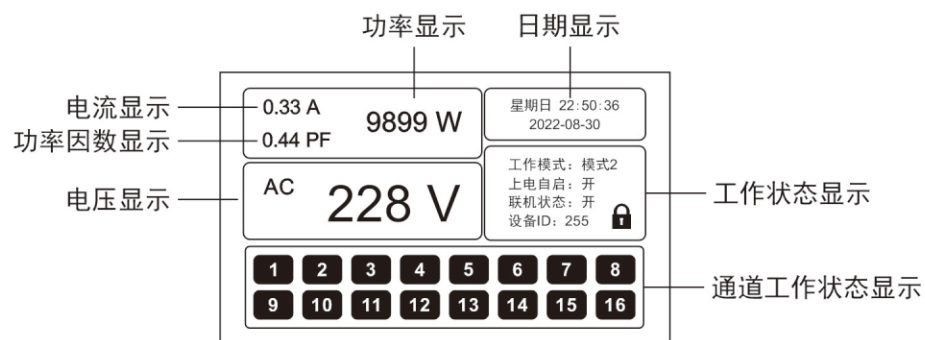 功率显示
日期显示
电流显示
功率因数显示
电压显示
0.33 A
0.44 PF
9899 W
星期日 22:50:36
2022-08-30
AC
228 V
工作模式：模式2
上电自启：开
联机状态：开
设备ID：255
工作状态显示
1 2 3 4 5 6 7 8
9 10 11 12 13 14 15 16
通道工作状态显示